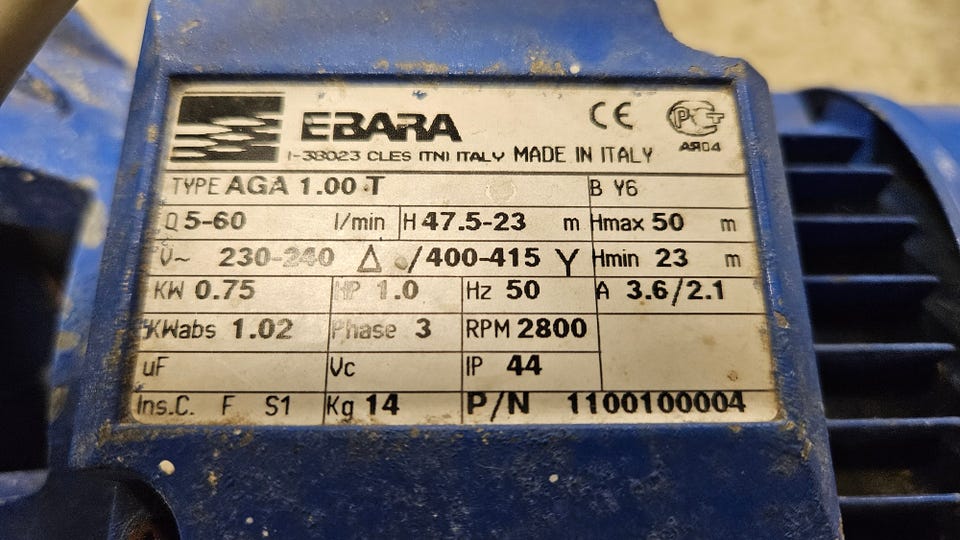 EBARA CE PCT
I-38023 CLES (TN) ITALY MADE IN ITALY АЯ04
TYPE AGA 1.00 T B Y6
Q 5-60 l/min H 47.5-23 m Hmax 50 m
V~ 230-240 Δ /400-415 Y Hmin 23 m
KW 0.75 HP 1.0 Hz 50 A 3.6/2.1
KWabs 1.02 Phase 3 RPM 2800
uF Vc IP 44
Ins.C. F S1 Kg 14 P/N 1100100004